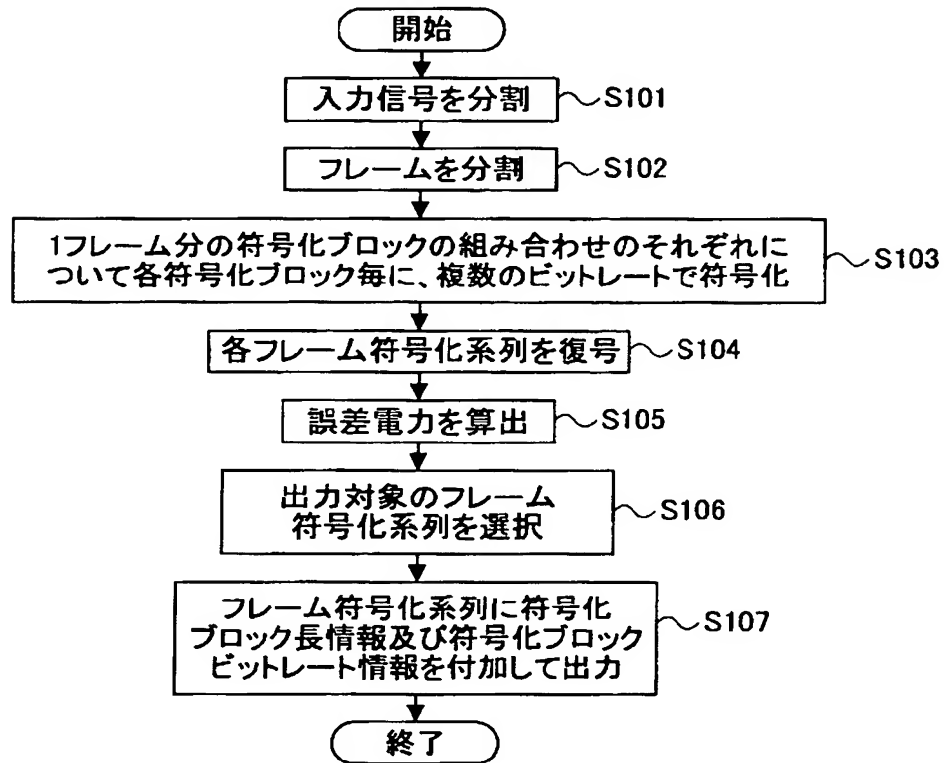 開始
入力信号を分割
S101
フレームを分割
S102
1フレーム分の符号化ブロックの組み合わせのそれぞれに
ついて各符号化ブロック毎に、複数のビットレートで符号化
S103
各フレーム符号化系列を復号
S104
誤差電力を算出
S105
出力対象のフレーム
符号化系列を選択
S106
フレーム符号化系列に符号化
ブロック長情報及び符号化ブロック
ビットレート情報を付加して出力
S107
終了